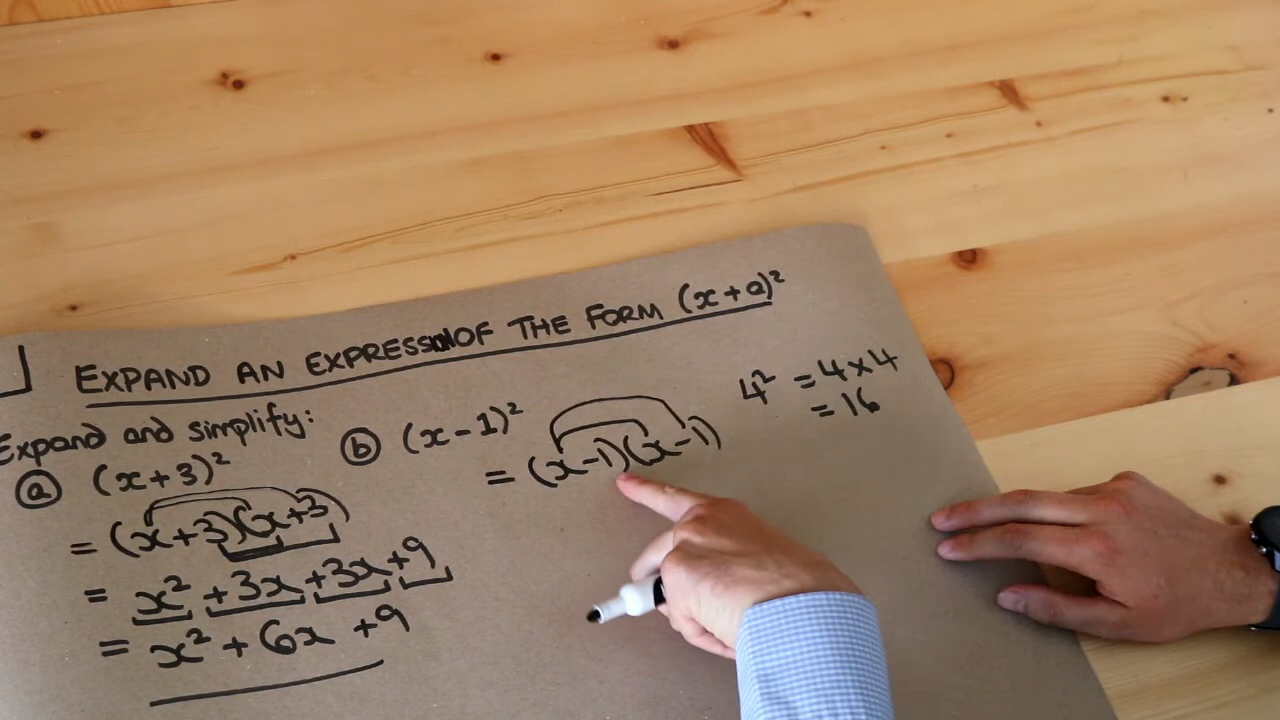 EXPAND AN EXPRESSION OF THE FORM (x+a)²
Expand and simplify:
ⓐ (x+3)²
= (x+3)(x+3)
= x² +3x +3x +9
= x² + 6x +9
ⓑ (x-1)²
= (x-1)(x-1)
4² = 4×4
= 16